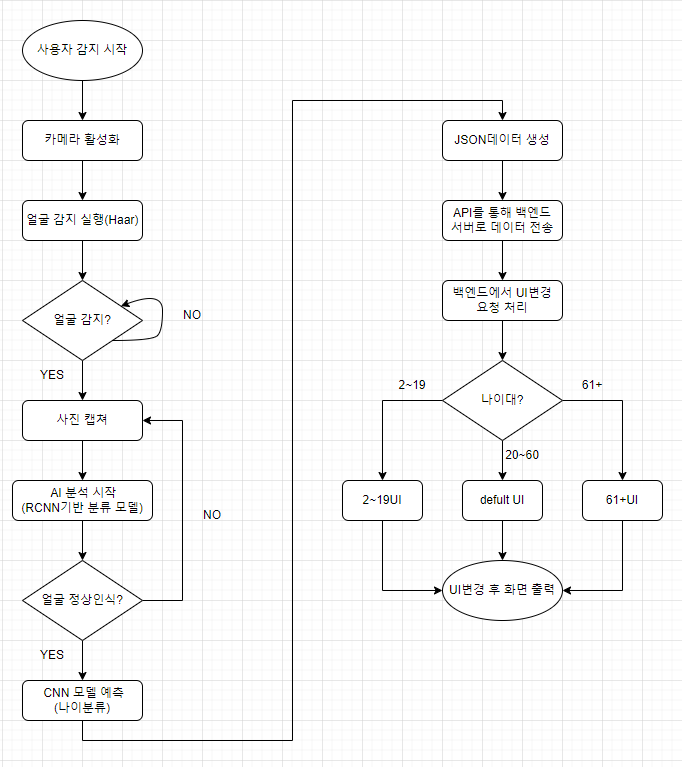 사용자 감지 시작
카메라 활성화
얼굴 감지 실행(Haar)
얼굴 감지?
NO
YES
사진 캡쳐
AI 분석 시작
(RCNN기반 분류 모델)
NO
얼굴 정상인식?
YES
CNN 모델 예측
(나이분류)
JSON데이터 생성
API를 통해 백엔드
서버로 데이터 전송
백엔드에서 UI변경
요청 처리
2~19
나이대?
61+
20~60
2~19UI
defult UI
61+UI
UI변경 후 화면 출력